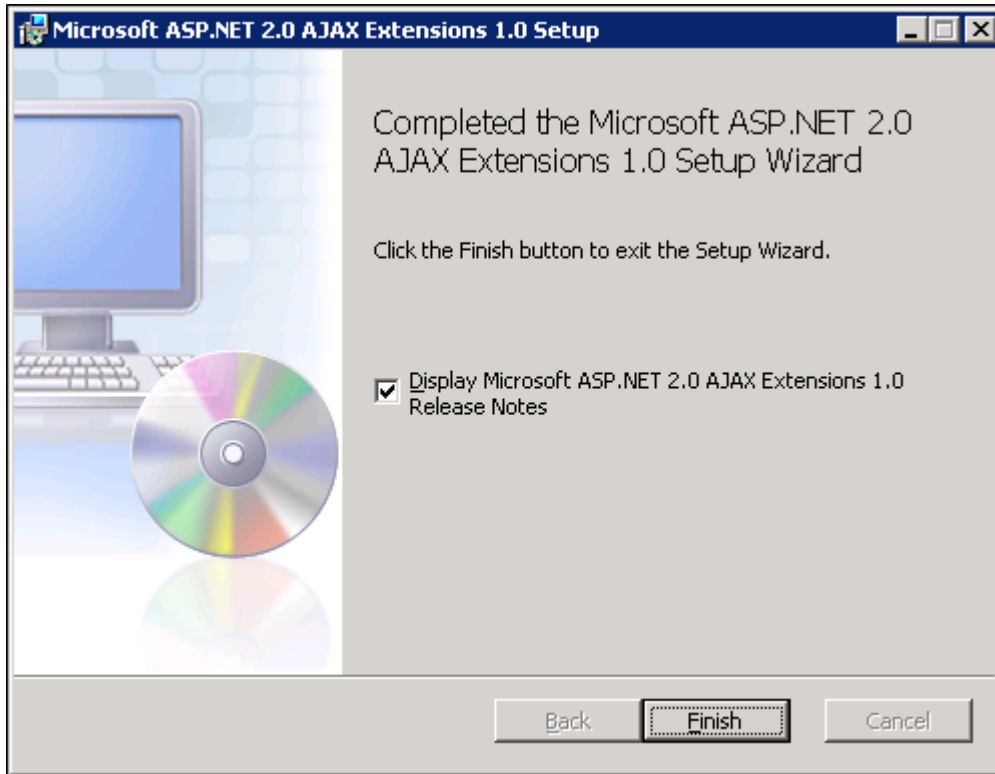 Microsoft ASP.NET 2.0 AJAX Extensions 1.0 Setup
Completed the Microsoft ASP.NET 2.0
AJAX Extensions 1.0 Setup Wizard
Click the Finish button to exit the Setup Wizard.
Display Microsoft ASP.NET 2.0 AJAX Extensions 1.0
Release Notes
Back Finish Cancel